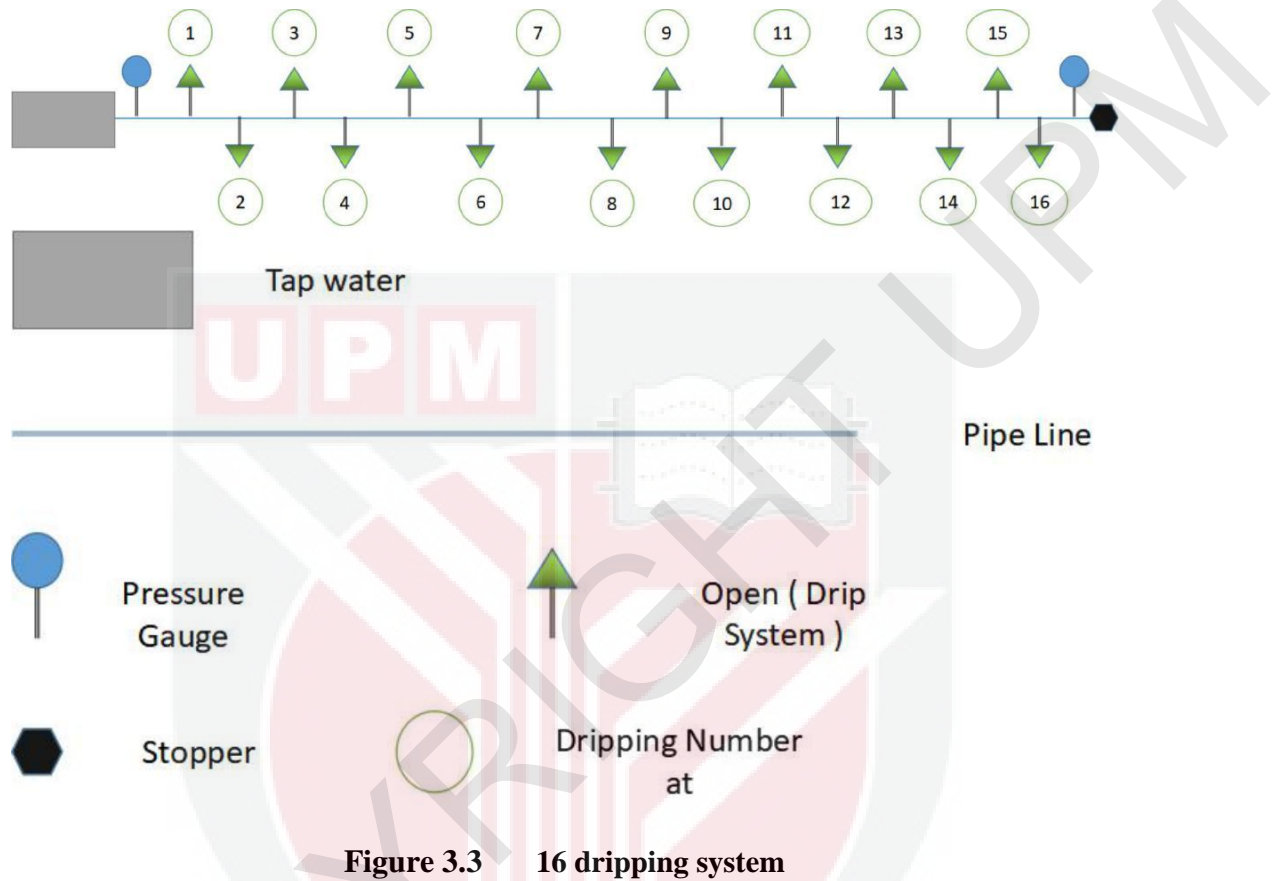 1 3 5 7 9 11 13 15
2 4 6 8 10 12 14 16
Tap water
UPM
Pipe Line
Pressure
Gauge
Open ( Drip
System )
Stopper
Dripping Number
at
YRIGHT UPM
Figure 3.3 16 dripping system